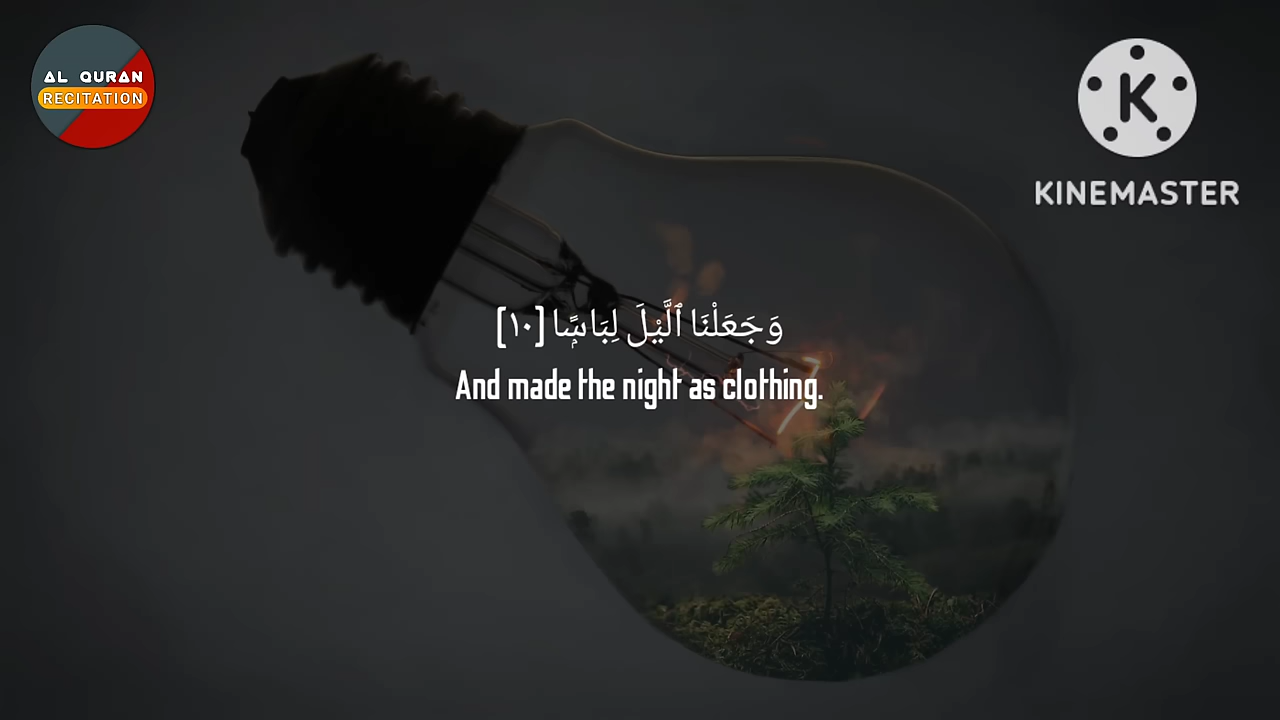 AL QURAN
RECITATION
KINEMASTER
وَجَعَلْنَا ٱلَّيْلَ لِبَاسًۭا [١٠]
And made the night as clothing.